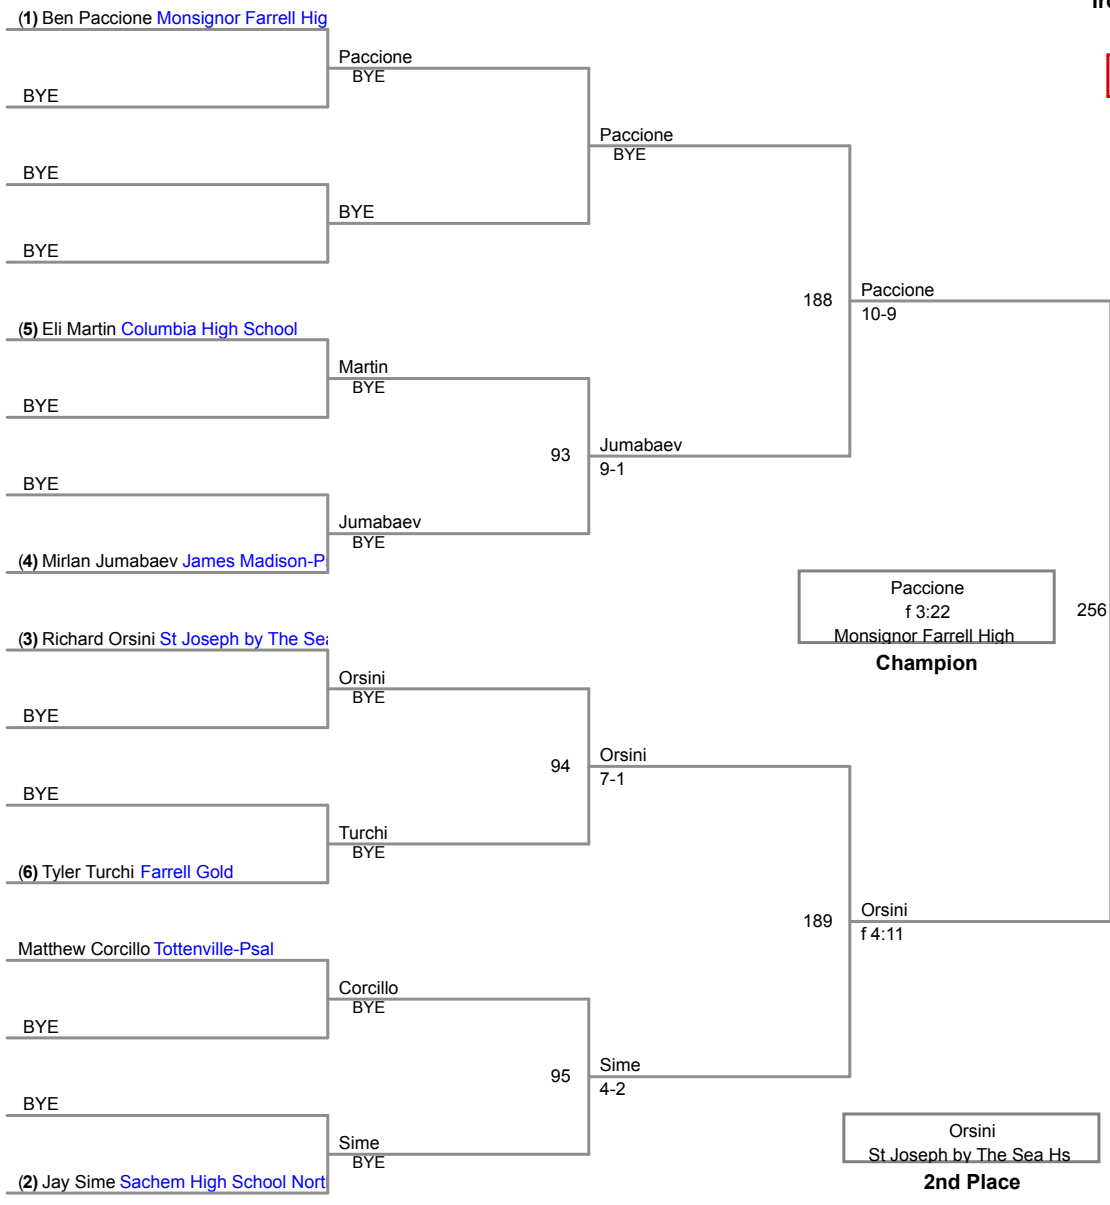 (1) Ben Paccione Monsignor Farrell Hig
Paccione
BYE
BYE
Paccione
BYE
BYE
BYE
BYE
188
Paccione
10-9
(5) Eli Martin Columbia High School
Martin
BYE
BYE
93
Jumabaev
9-1
BYE
Jumabaev
BYE
(4) Mirlan Jumabaev James Madison-P
Paccione
f 3:22
Monsignor Farrell High
Champion
256
(3) Richard Orsini St Joseph by The Sea
Orsini
BYE
BYE
94
Orsini
7-1
BYE
Turchi
BYE
(6) Tyler Turchi Farrell Gold
189
Orsini
f 4:11
Matthew Corcillo Tottenville-Psal
Corcillo
BYE
BYE
95
Sime
4-2
BYE
Sime
BYE
(2) Jay Sime Sachem High School Nort
Orsini
St Joseph by The Sea Hs
2nd Place